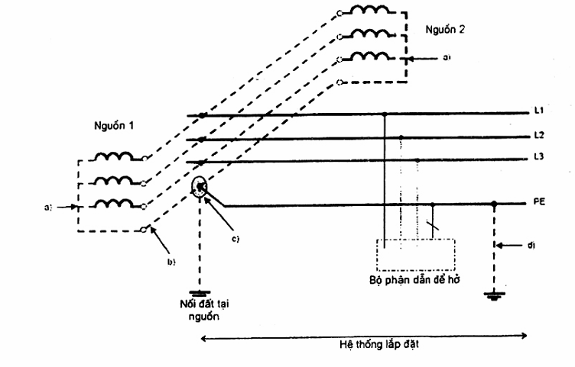 Nguồn 2
a)
L1
Nguồn 1
L2
L3
a)
PE
b)
c)
d)
Bộ phận dẫn để hở
Nối đất tại
nguồn
Hệ thống lắp đặt